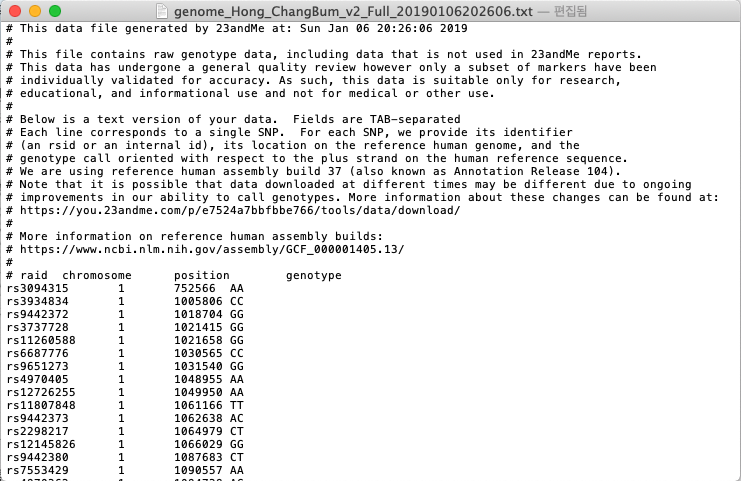 genome_Hong_ChangBum_v2_Full_20190106202606.txt — 편집됨
# This data file generated by 23andMe at: Sun Jan 06 20:26:06 2019
#
# This file contains raw genotype data, including data that is not used in 23andMe reports.
# This data has undergone a general quality review however only a subset of markers have been
# individually validated for accuracy. As such, this data is suitable only for research,
# educational, and informational use and not for medical or other use.
#
# Below is a text version of your data.  Fields are TAB-separated
# Each line corresponds to a single SNP.  For each SNP, we provide its identifier
# (an rsid or an internal id), its location on the reference human genome, and the
# genotype call oriented with respect to the plus strand on the human reference sequence.
# We are using reference human assembly build 37 (also known as Annotation Release 104).
# Note that it is possible that data downloaded at different times may be different due to ongoing
# improvements in our ability to call genotypes. More information about these changes can be found at:
# https://you.23andme.com/p/e7524a7bbfbbe766/tools/data/download/
#
# More information on reference human assembly builds:
# https://www.ncbi.nlm.nih.gov/assembly/GCF_000001405.13/
#
# raid chromosome position genotype
rs3094315 1 752566 AA
rs3934834 1 1005806 CC
rs9442372 1 1018704 GG
rs3737728 1 1021415 GG
rs11260588 1 1021658 GG
rs6687776 1 1030565 CC
rs9651273 1 1031540 GG
rs4970405 1 1048955 AA
rs12726255 1 1049950 AA
rs11807848 1 1061166 TT
rs9442373 1 1062638 AC
rs2298217 1 1064979 CT
rs12145826 1 1066029 GG
rs9442380 1 1087683 CT
rs7553429 1 1090557 AA